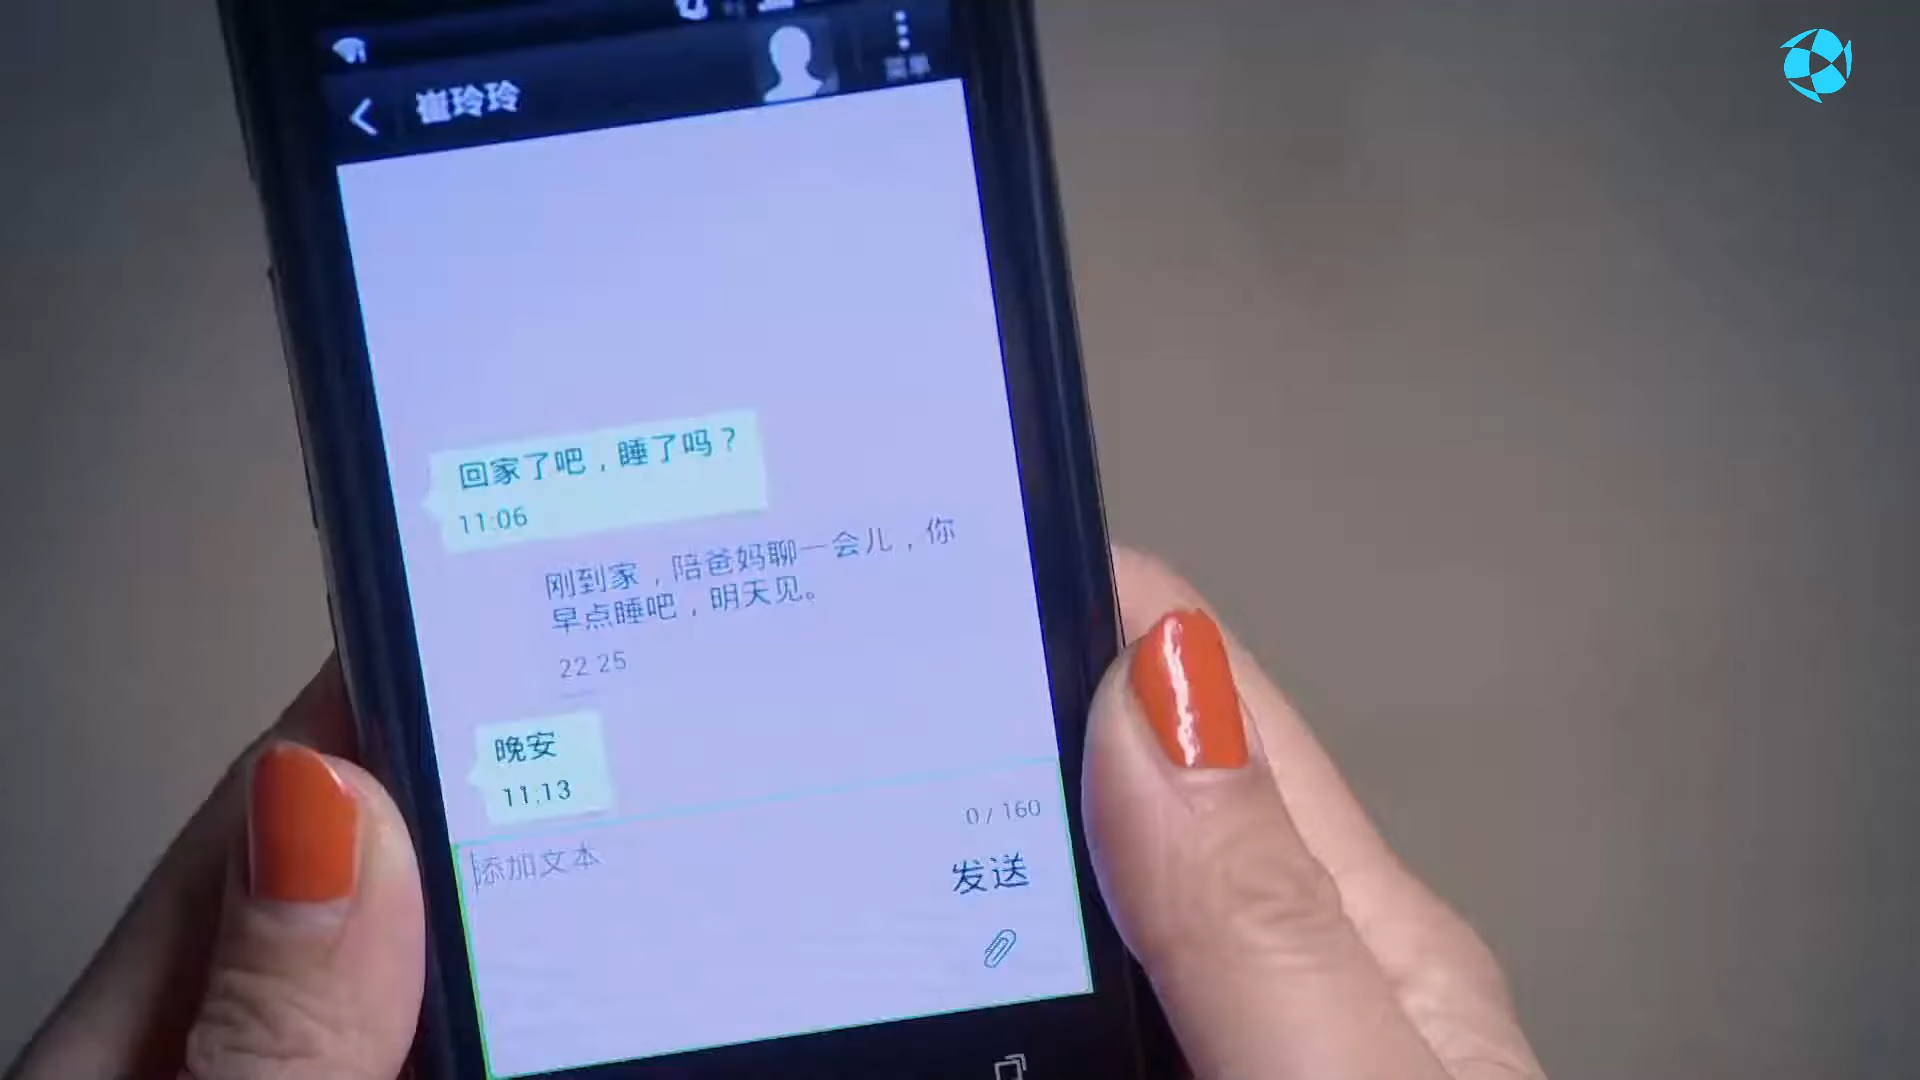 崔玲玲
菜单
回家了吧，睡了吗？
11:06
刚到家，陪爸妈聊一会儿，你
早点睡吧，明天见。
22:25
晚安
11:13
0 / 160
添加文本
发送